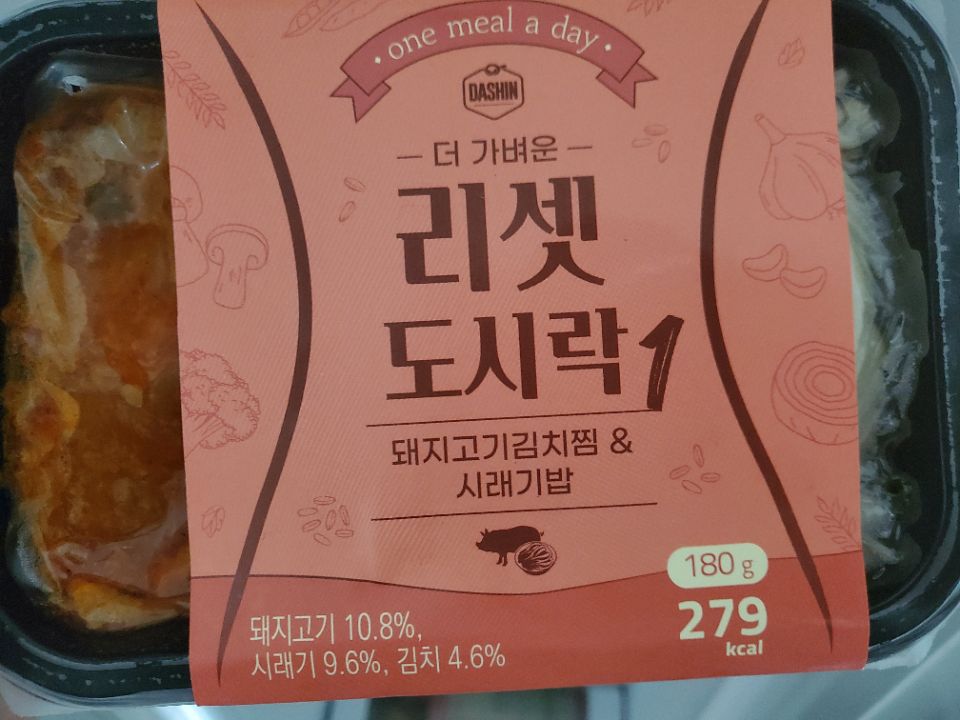 · one meal a day ·
DASHIN
— 더 가벼운 —
리셋
도시락1
돼지고기김치찜 &
시래기밥
180 g
279
kcal
돼지고기 10.8%,
시래기 9.6%, 김치 4.6%